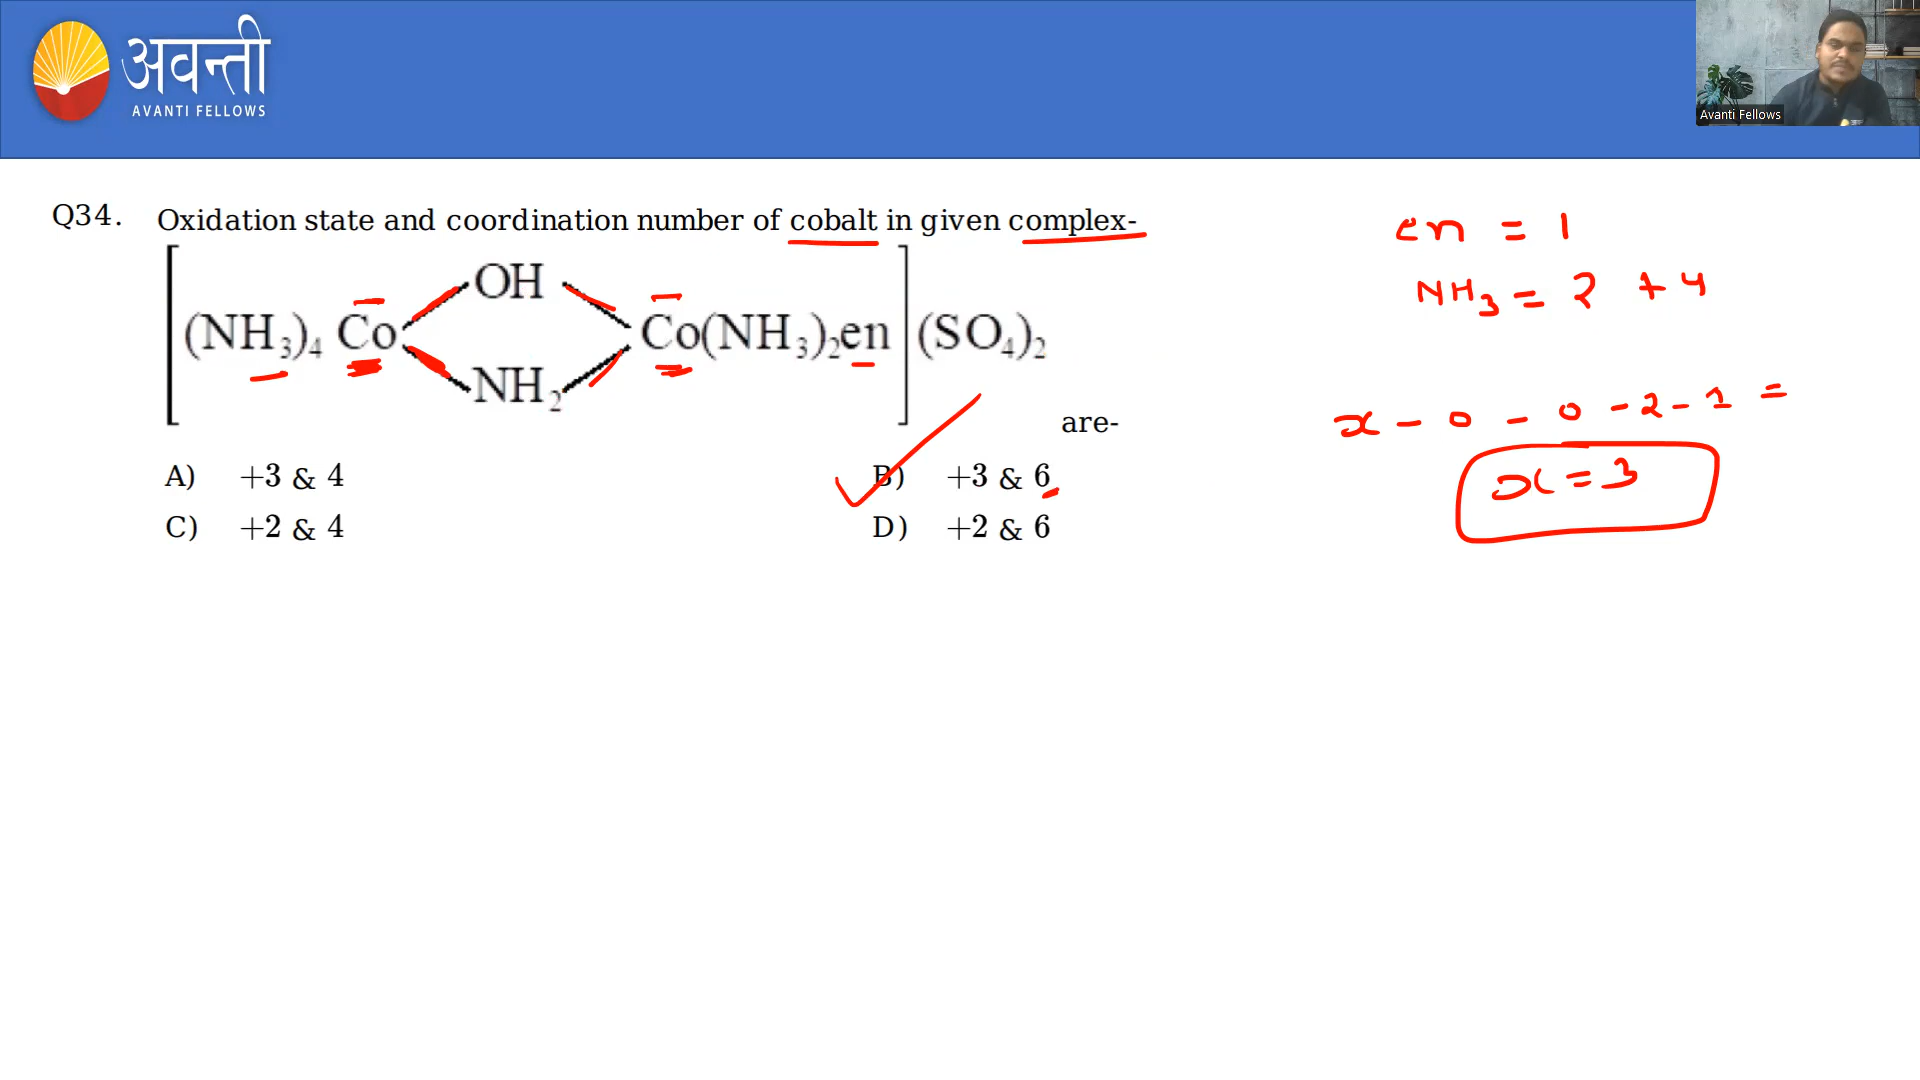 अवन्ती
AVANTI FELLOWS
Avanti Fellows
Q34. Oxidation state and coordination number of cobalt in given complex-
[(NH₃)₄ Co OH NH₂ Co(NH₃)₂en](SO₄)₂
are-
A) +3 & 4
B) +3 & 6
C) +2 & 4
D) +2 & 6
en = 1
NH₃ = 2 + 4
x - 0 - 0 - 2 - 1 =
x = 3